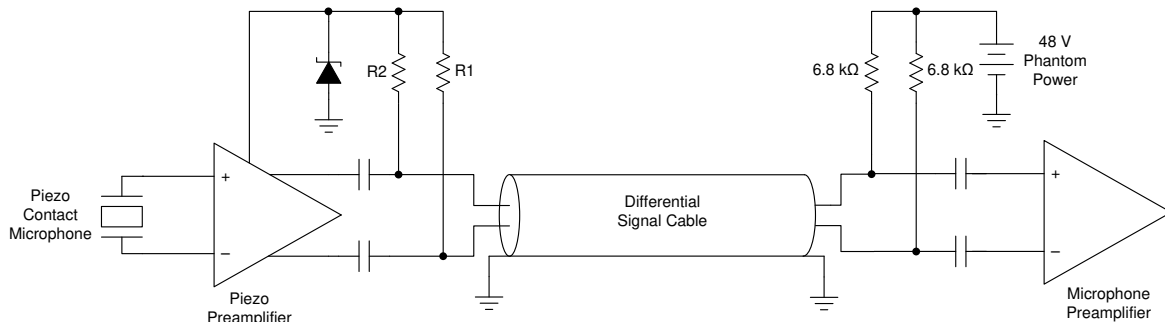 R2
R1
6.8 kΩ
6.8 kΩ
48 V
Phantom
Power
+
−
Piezo
Contact
Microphone
Piezo
Preamplifier
Differential
Signal Cable
+
−
Microphone
Preamplifier